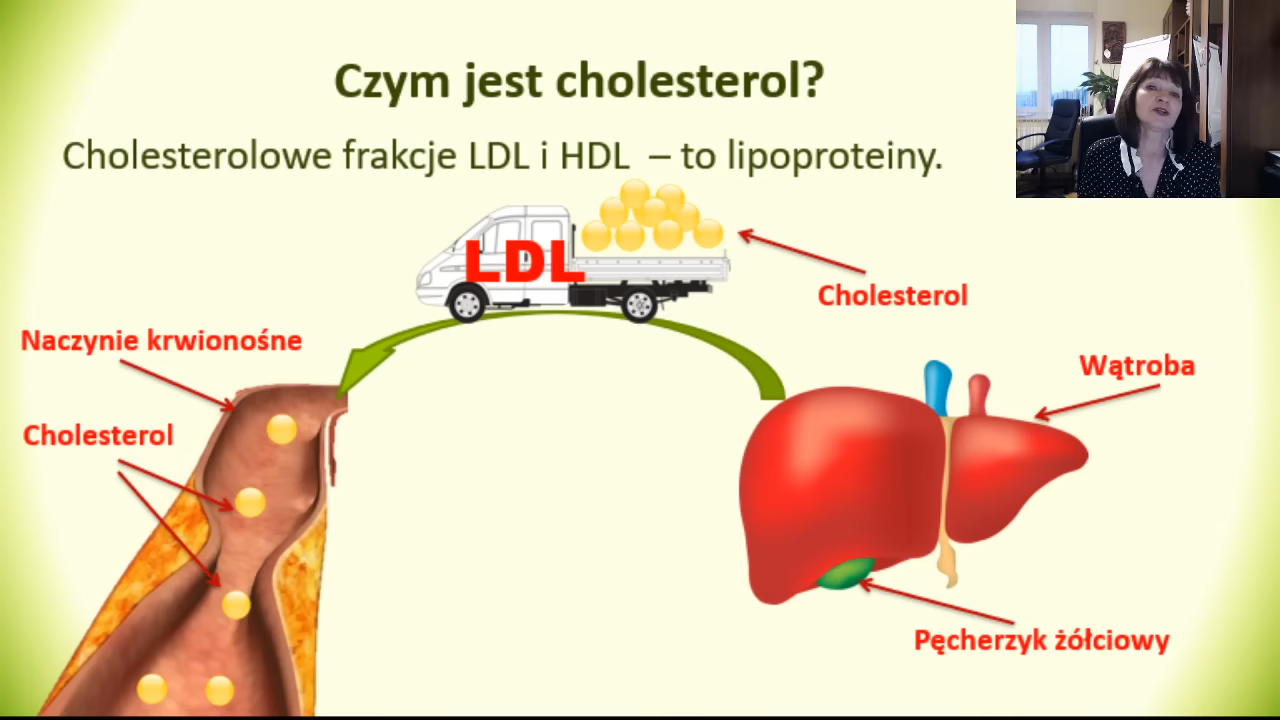 Czym jest cholesterol?
Cholesterolowe frakcje LDL i HDL – to lipoproteiny.
LDL
Cholesterol
Naczynie krwionośne
Wątroba
Cholesterol
Pęcherzyk żółciowy